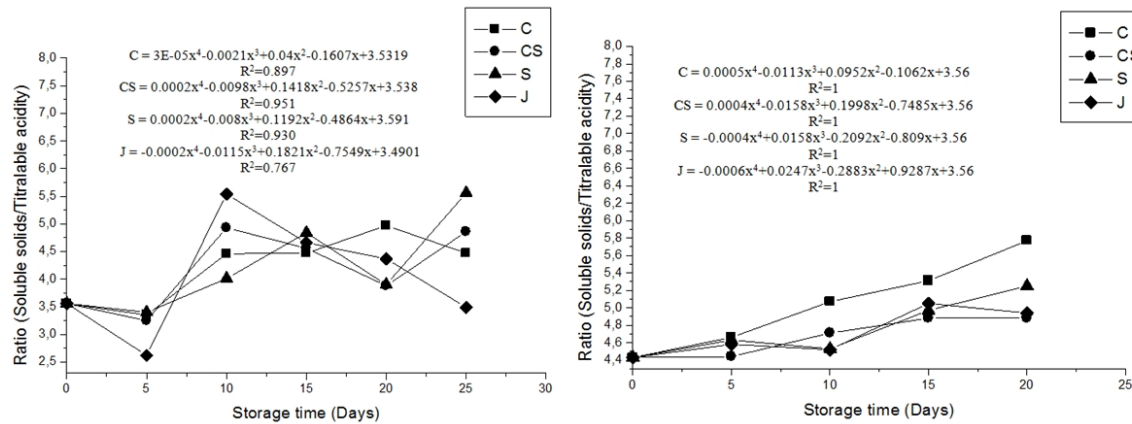 C
CS
S
J
C = 3E-05x⁴-0.0021x³+0.04x²-0.1607x+3.5319
R²=0.897
CS = 0.0002x⁴-0.0098x³+0.1418x²-0.5257x+3.538
R²=0.951
S = 0.0002x⁴-0.008x³+0.1192x²-0.4864x+3.591
R²=0.930
J = -0.0002x⁴-0.0115x³+0.1821x²-0.7549x+3.4901
R²=0.767
Ratio (Soluble solids/Titralable acidity)
8,0
7,5
7,0
6,5
6,0
5,5
5,0
4,5
4,0
3,5
3,0
2,5
0 5 10 15 20 25 30
Storage time (Days)
C
CS
S
J
C = 0.0005x⁴-0.0113x³+0.0952x²-0.1062x+3.56
R²=1
CS = 0.0004x⁴-0.0158x³+0.1998x²-0.7485x+3.56
R²=1
S = -0.0004x⁴+0.0158x³-0.2092x²-0.809x+3.56
R²=1
J = -0.0006x⁴+0.0247x³-0.2883x²+0.9287x+3.56
R²=1
Ratio (Soluble solids/Titralable acidity)
8,0
7,8
7,6
7,4
7,2
7,0
6,8
6,6
6,4
6,2
6,0
5,8
5,6
5,4
5,2
5,0
4,8
4,6
4,4
0 5 10 15 20 25
Storage time (Days)